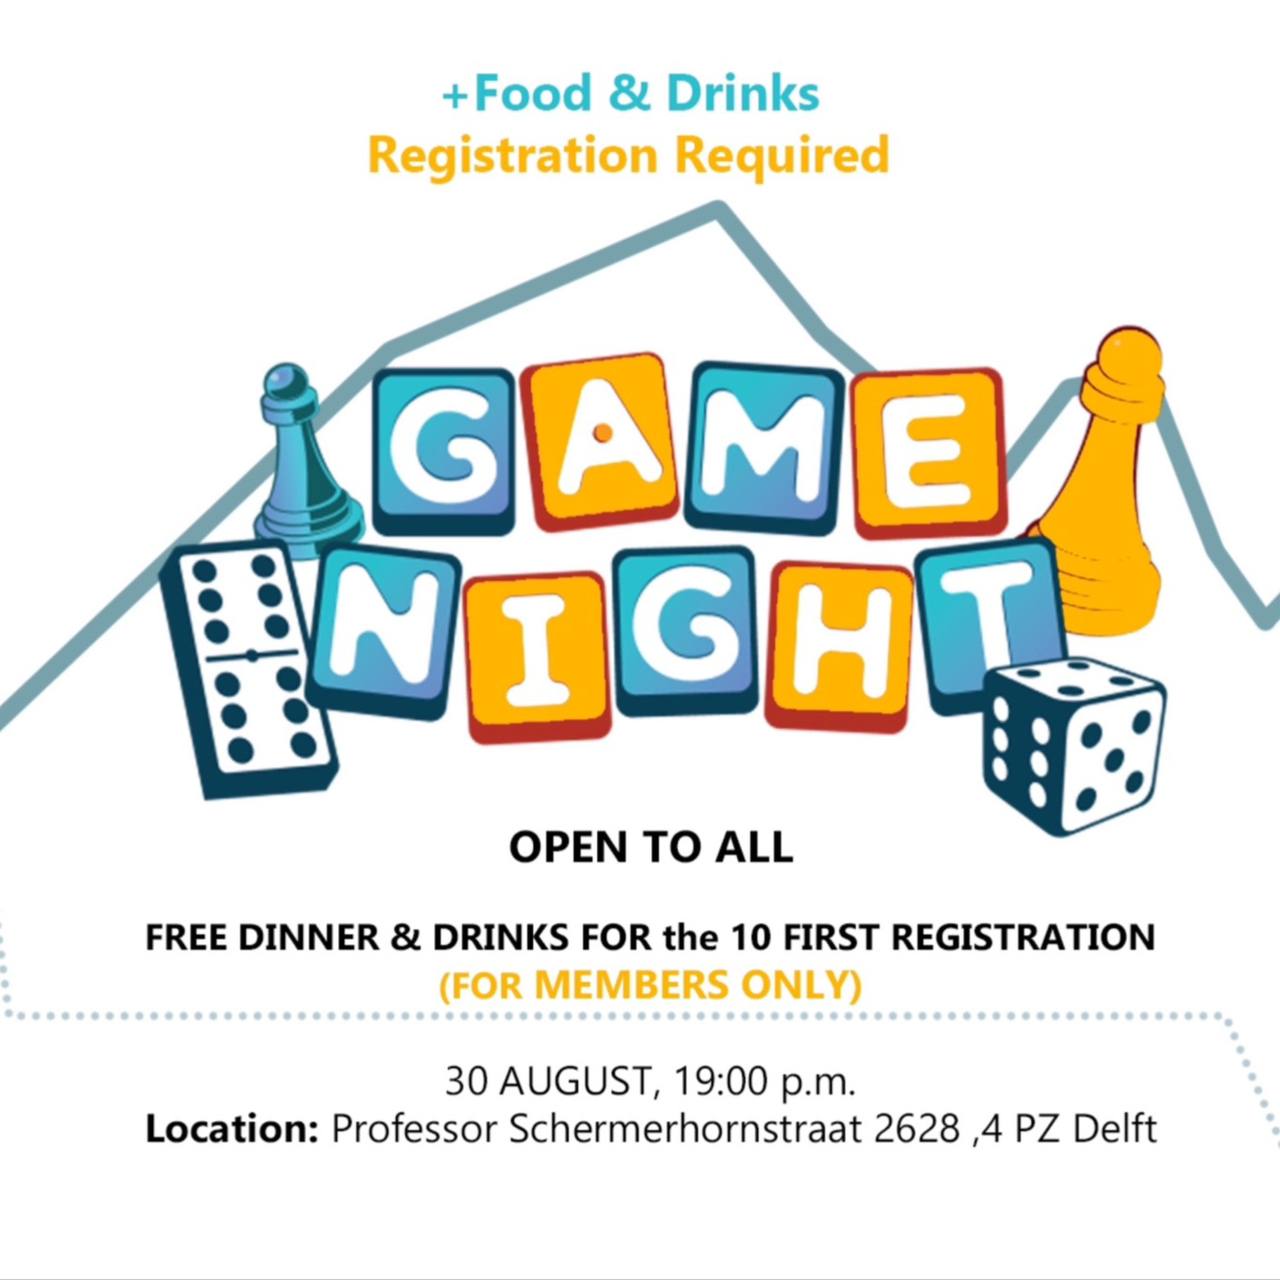 +Food & Drinks
Registration Required
GAME
NIGHT
OPEN TO ALL
FREE DINNER & DRINKS FOR the 10 FIRST REGISTRATION
(FOR MEMBERS ONLY)
30 AUGUST, 19:00 p.m.
Location: Professor Schermerhornstraat 2628 ,4 PZ Delft